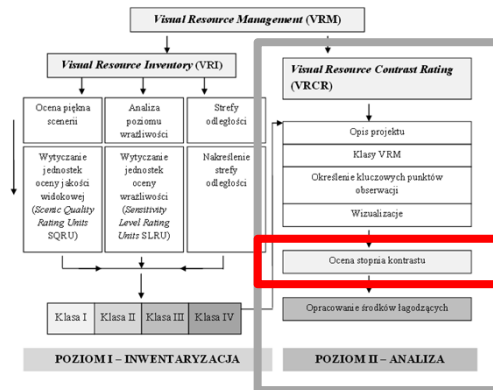 Visual Resource Management (VRM)
Visual Resource Inventory (VRI)
Ocena piękna
scenerii
Analiza
poziomu
wrażliwości
Strefy
odległości
Wytyczanie
jednostek
oceny jakości
widokowej
(Scenic Quality
Rating Units
SQRU)
Wytyczanie
jednostek
oceny
wrażliwości
(Sensitivity
Level Rating
Units SLRU)
Nakreślenie
strefy
odległości
Klasa I
Klasa II
Klasa III
Klasa IV
POZIOM I – INWENTARYZACJA
Visual Resource Contrast Rating
(VRCR)
Opis projektu
Klasy VRM
Określenie kluczowych punktów
obserwacji
Wizualizacje
Ocena stopnia kontrastu
Opracowanie środków łagodzących
POZIOM II – ANALIZA